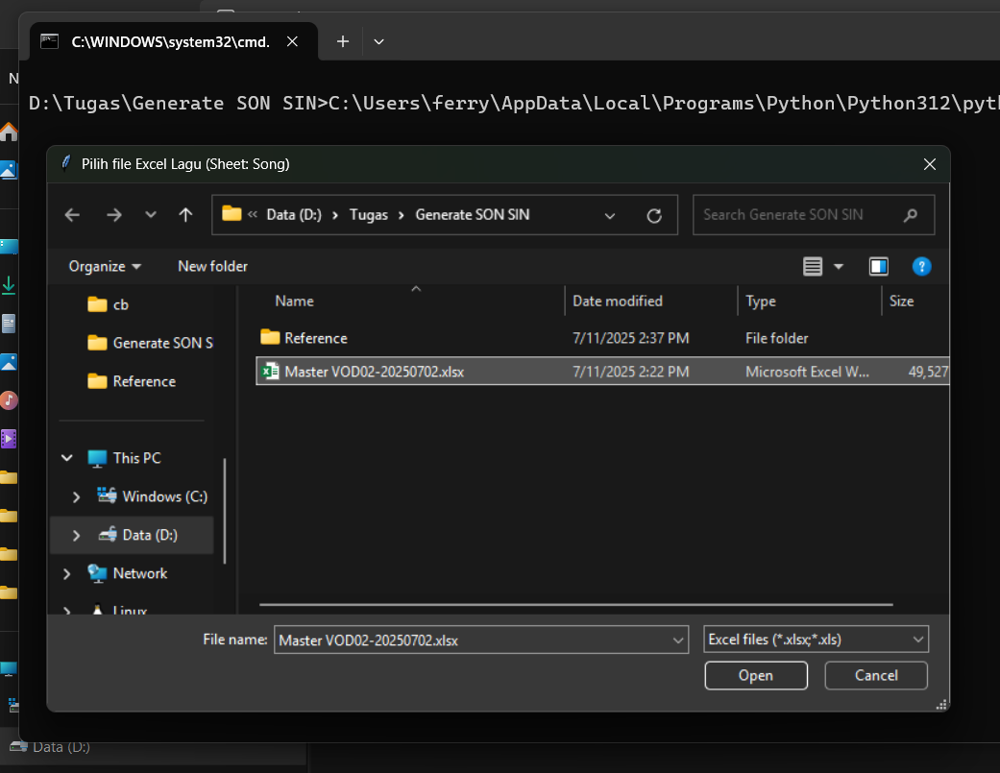 C:\WINDOWS\system32\cmd.
N
D:\Tugas\Generate SON SIN>C:\Users\ferry\AppData\Local\Programs\Python\Python312\pyth
Pilih file Excel Lagu (Sheet: Song)
« Data (D:) › Tugas › Generate SON SIN
Search Generate SON SIN
Organize
New folder
Name
Date modified
Type
Size
cb
Generate SON S
Reference
This PC
Windows (C:)
Data (D:)
Network
Linux
Reference 7/11/2025 2:37 PM File folder
Master VOD02-20250702.xlsx 7/11/2025 2:22 PM Microsoft Excel W... 49,527
File name: Master VOD02-20250702.xlsx
Excel files (*.xlsx;*.xls)
Open
Cancel
Data (D:)